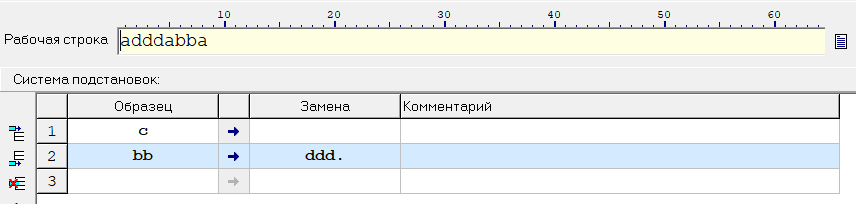 10 20 30 40 50 60
Рабочая строка adddabba
Система подстановок:
Образец Замена Комментарий
1 c →
2 bb → ddd.
3 →